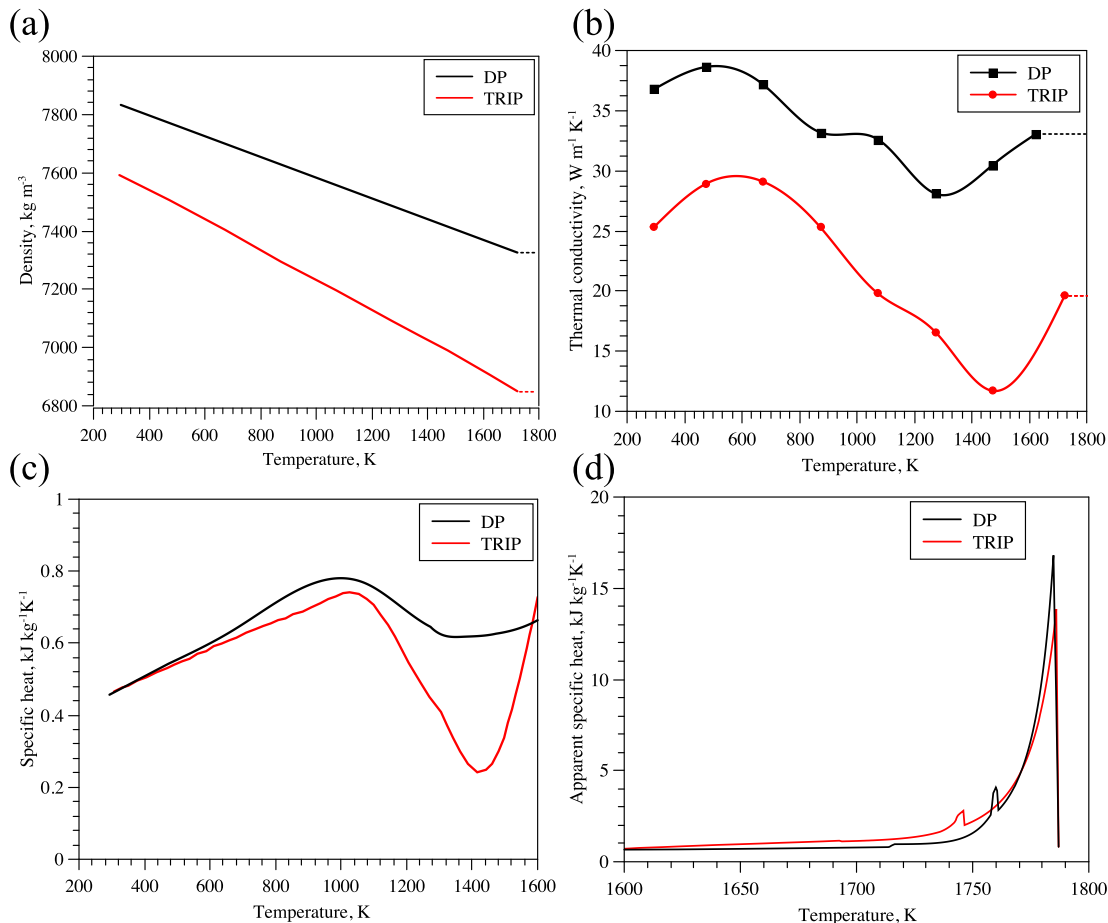 (a)
8000
7800
7600
7400
7200
7000
6800
Density, kg m⁻³
DP
TRIP
200 400 600 800 1000 1200 1400 1600 1800
Temperature, K
(b)
40
35
30
25
20
15
10
Thermal conductivity, W m⁻¹ K⁻¹
DP
TRIP
200 400 600 800 1000 1200 1400 1600 1800
Temperature, K
(c)
1
0.8
0.6
0.4
0.2
0
Specific heat, kJ kg⁻¹K⁻¹
DP
TRIP
200 400 600 800 1000 1200 1400 1600
Temperature, K
(d)
20
15
10
5
0
Apparent specific heat, kJ kg⁻¹K⁻¹
DP
TRIP
1600 1650 1700 1750 1800
Temperature, K